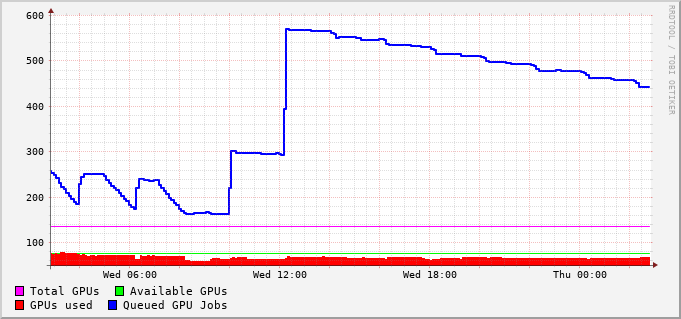 600
500
400
300
200
100
Wed 06:00 Wed 12:00 Wed 18:00 Thu 00:00
Total GPUs Available GPUs
GPUs used Queued GPU Jobs
RRDTOOL / TOBI OETIKER